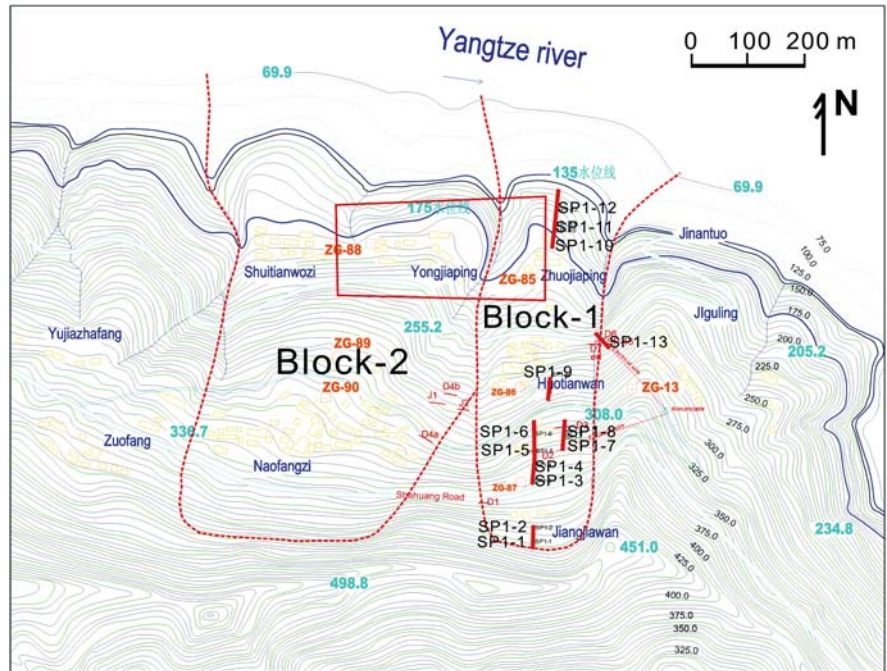 Yangtze river
0 100 200 m
N
69.9
135水位线
69.9
175水位线
SP1-12
SP1-11
SP1-10
Jinantuo
ZG-88
Shuitianwozi
Yongjiaping
ZG-85
Zhuojiaping
75.0
100.0
125.0
150.0
175.0
200.0
225.0
250.0
275.0
300.0
325.0
JIguling
205.2
Yujiazhafang
255.2
Block-1
ZG-89
Block-2
ZG-90
SP1-13
SP1-9
Huotianwan
ZG-13
ZG-86
D4b
J1
308.0
336.7
Zuofang
Naofangzi
D4a
SP1-6
SP1-5
SP1-8
SP1-7
D2
SP1-4
SP1-3
ZG-87
Shahuang Road
D1
SP1-2
SP1-2
SP1-1
SP1-1
Jiangjiawan
451.0
498.8
234.8
350.0
375.0
400.0
425.0
400.0
375.0
350.0
325.0